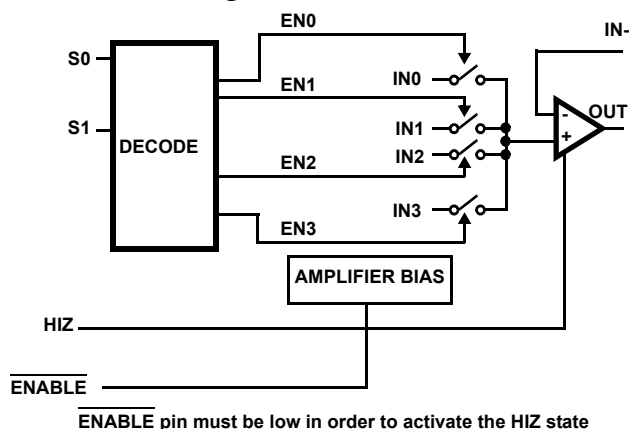 EN0
IN-
S0
IN0
EN1
OUT
S1
IN1
-
+
DECODE
IN2
EN2
IN3
EN3
AMPLIFIER BIAS
HIZ
ENABLE
ENABLE pin must be low in order to activate the HIZ state